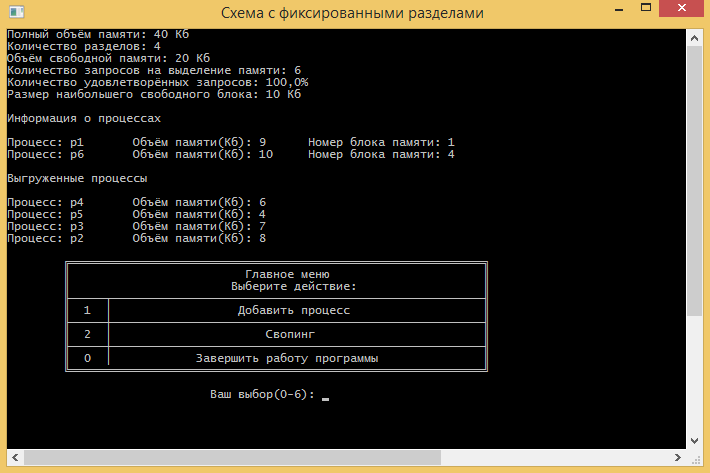 Схема с фиксированными разделами
Полный объём памяти: 40 Кб
Количество разделов: 4
Объём свободной памяти: 20 Кб
Количество запросов на выделение памяти: 6
Количество удовлетворённых запросов: 100,0%
Размер наибольшего свободного блока: 10 Кб
Информация о процессах
Процесс: p1 Объём памяти(Кб): 9 Номер блока памяти: 1
Процесс: p6 Объём памяти(Кб): 10 Номер блока памяти: 4
Выгруженные процессы
Процесс: p4 Объём памяти(Кб): 6
Процесс: p5 Объём памяти(Кб): 4
Процесс: p3 Объём памяти(Кб): 7
Процесс: p2 Объём памяти(Кб): 8
Главное меню
Выберите действие:
1 Добавить процесс
2 Свопинг
0 Завершить работу программы
Ваш выбор(0-6):